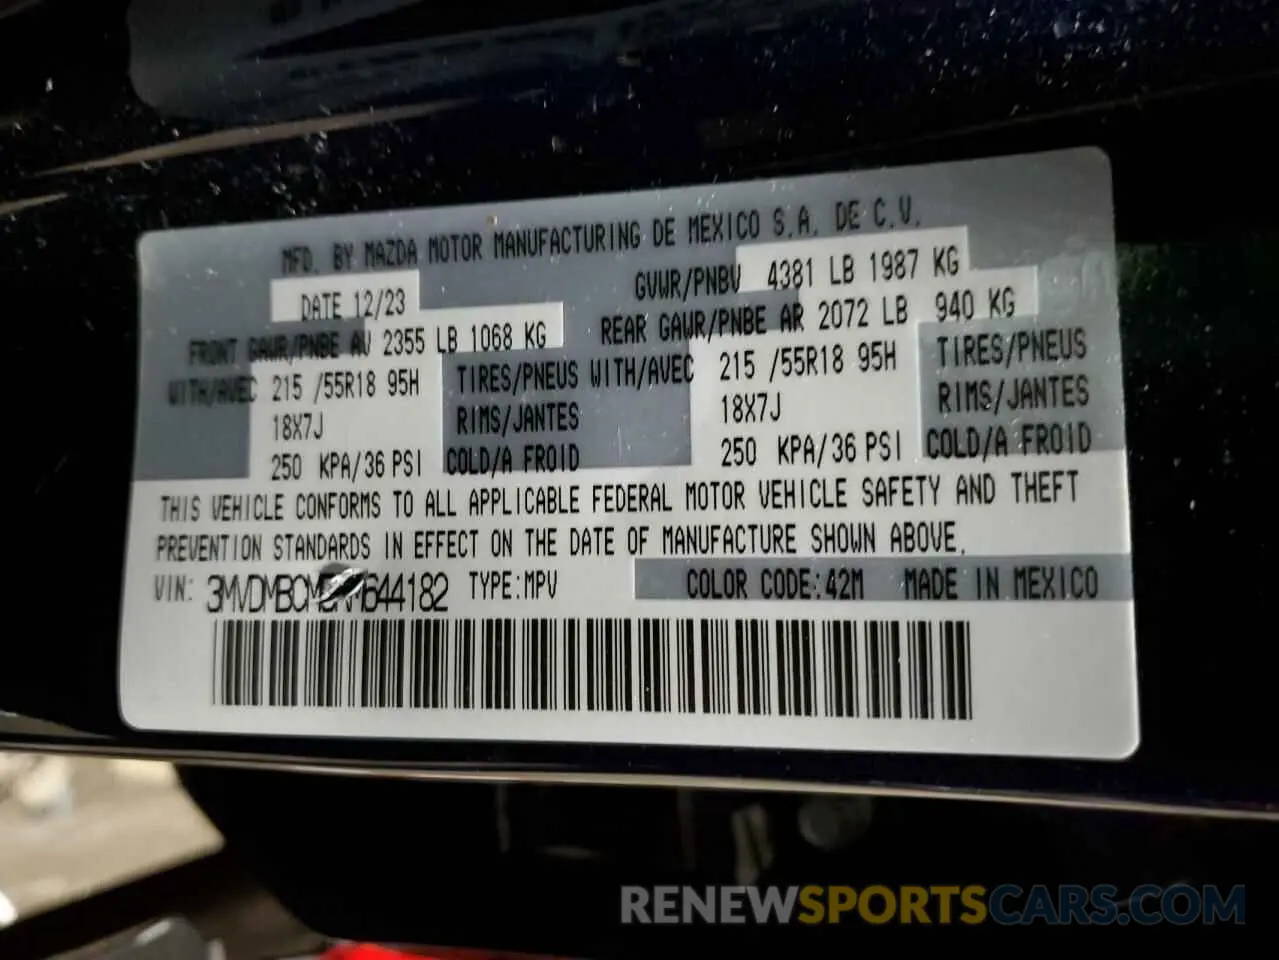 MFD. BY MAZDA MOTOR MANUFACTURING DE MEXICO S.A. DE C.V.
DATE 12/23 GVWR/PNBV 4381 LB 1987 KG
FRONT GAWR/PNBE AV 2355 LB 1068 KG REAR GAWR/PNBE AR 2072 LB 940 KG
WITH/AVEC 215 /55R18 95H TIRES/PNEUS WITH/AVEC 215 /55R18 95H TIRES/PNEUS
18X7J RIMS/JANTES 18X7J RIMS/JANTES
250 KPA/36 PSI COLD/A FROID 250 KPA/36 PSI COLD/A FROID
THIS VEHICLE CONFORMS TO ALL APPLICABLE FEDERAL MOTOR VEHICLE SAFETY AND THEFT
PREVENTION STANDARDS IN EFFECT ON THE DATE OF MANUFACTURE SHOWN ABOVE.
VIN: TYPE:MPV COLOR CODE:42M MADE IN MEXICO
RENEWSPORTSCARS.COM